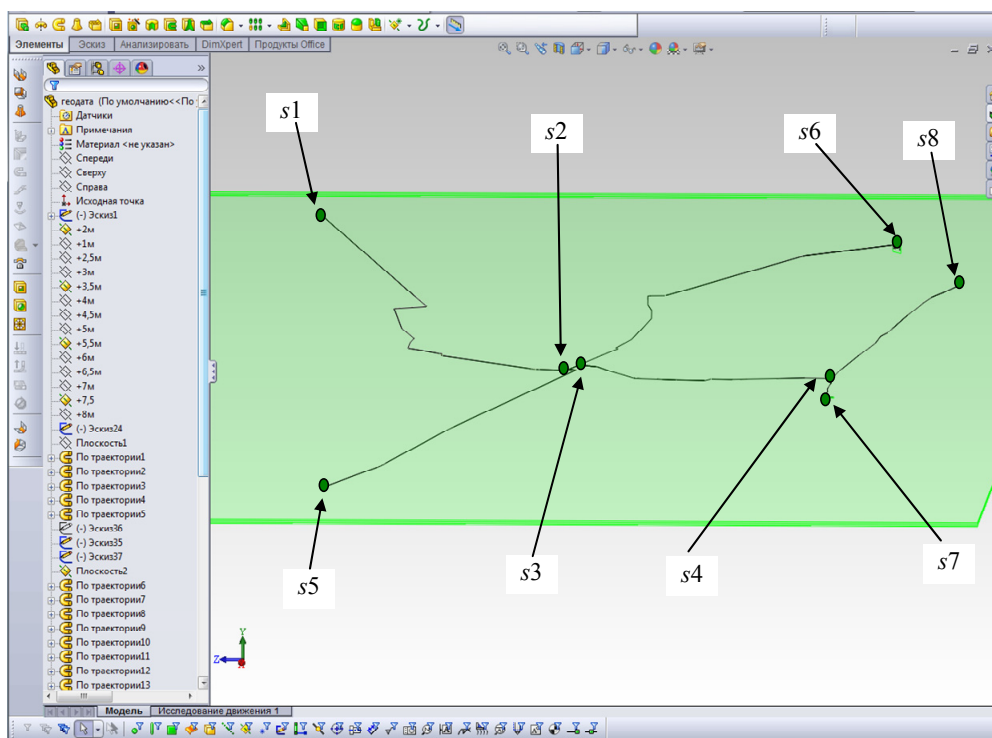 Элементы Эскиз Анализировать DimXpert Продукты Office
геодата (По умолчанию<<По у
Датчики
Примечания
Материал <не указан>
Спереди
Сверху
Справа
Исходная точка
(-) Эскиз1
+2м
+1м
+2,5м
+3м
+3,5м
+4м
+4,5м
+5м
+5,5м
+6м
+6,5м
+7м
+7,5
+8м
(-) Эскиз24
Плоскость1
По траектории1
По траектории2
По траектории3
По траектории4
По траектории5
(-) Эскиз36
(-) Эскиз35
(-) Эскиз37
Плоскость2
По траектории6
По траектории7
По траектории8
По траектории9
По траектории10
По траектории11
По траектории12
По траектории13
s1
s2
s6
s8
s5
s3
s4
s7
Y
Z
Модель Исследование движения 1